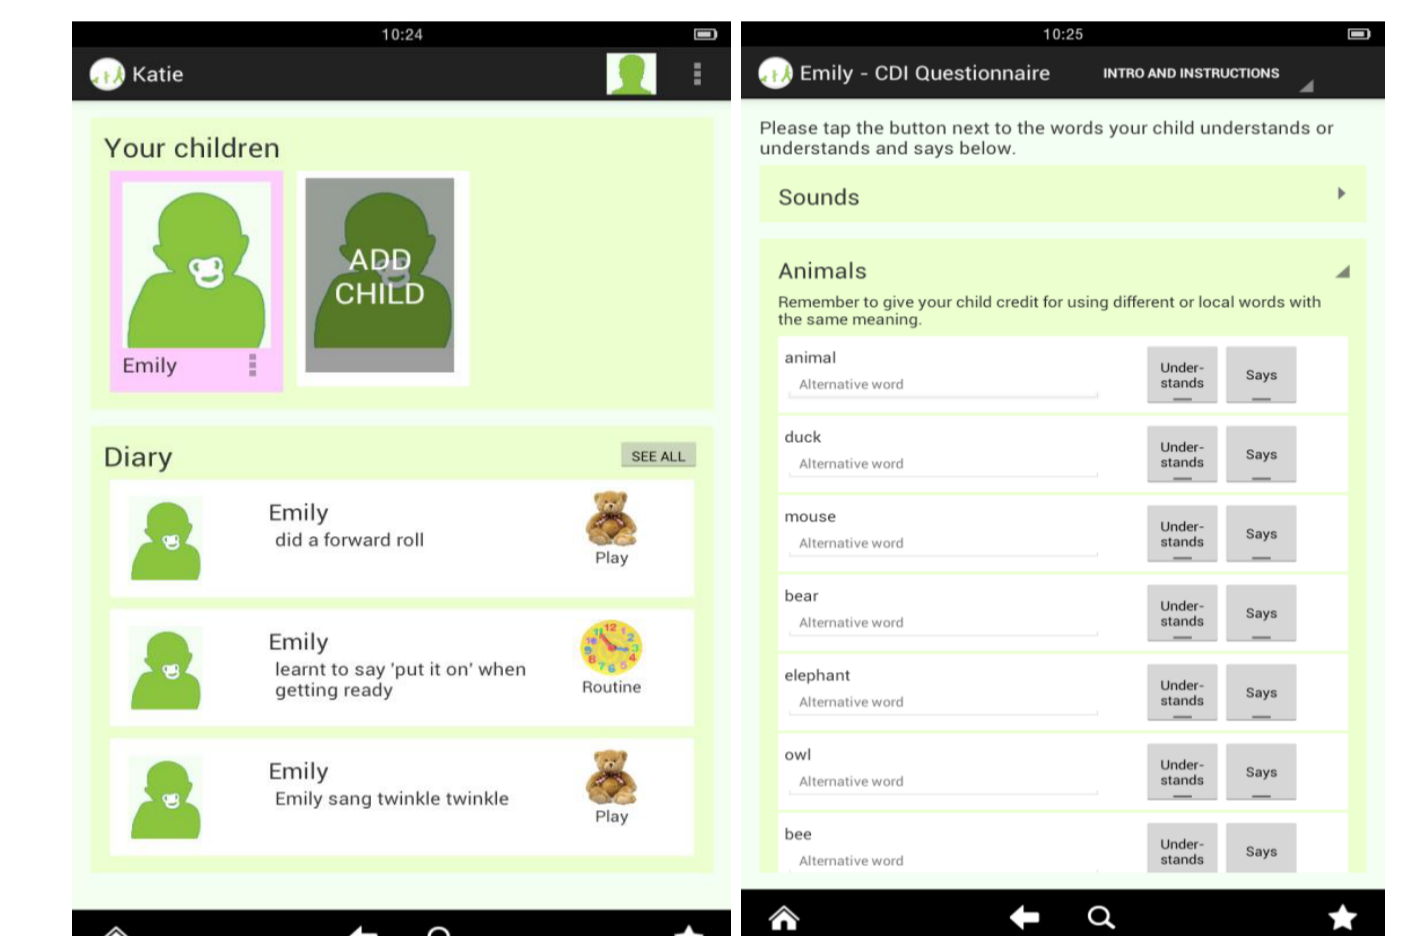 10:24
Katie
Your children
ADD
CHILD
Emily
Diary
SEE ALL
Emily
did a forward roll
Play
Emily
learnt to say 'put it on' when
getting ready
Routine
Emily
Emily sang twinkle twinkle
Play
10:25
Emily - CDI Questionnaire
INTRO AND INSTRUCTIONS
Please tap the button next to the words your child understands or
understands and says below.
Sounds
Animals
Remember to give your child credit for using different or local words with
the same meaning.
animal
Alternative word
Under-
stands
Says
duck
Alternative word
Under-
stands
Says
mouse
Alternative word
Under-
stands
Says
bear
Alternative word
Under-
stands
Says
elephant
Alternative word
Under-
stands
Says
owl
Alternative word
Under-
stands
Says
bee
Alternative word
Under-
stands
Says